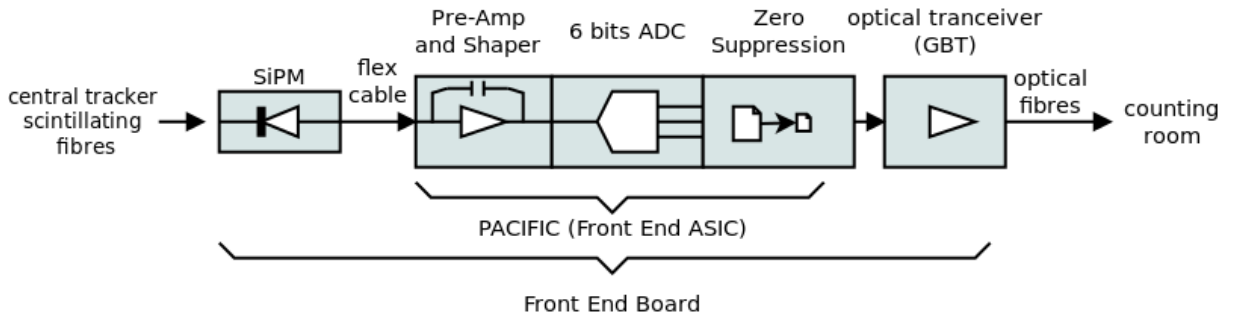 central tracker
scintillating
fibres
SiPM
flex
cable
Pre-Amp
and Shaper
6 bits ADC
Zero
Suppression
optical tranceiver
(GBT)
optical
fibres
counting
room
PACIFIC (Front End ASIC)
Front End Board